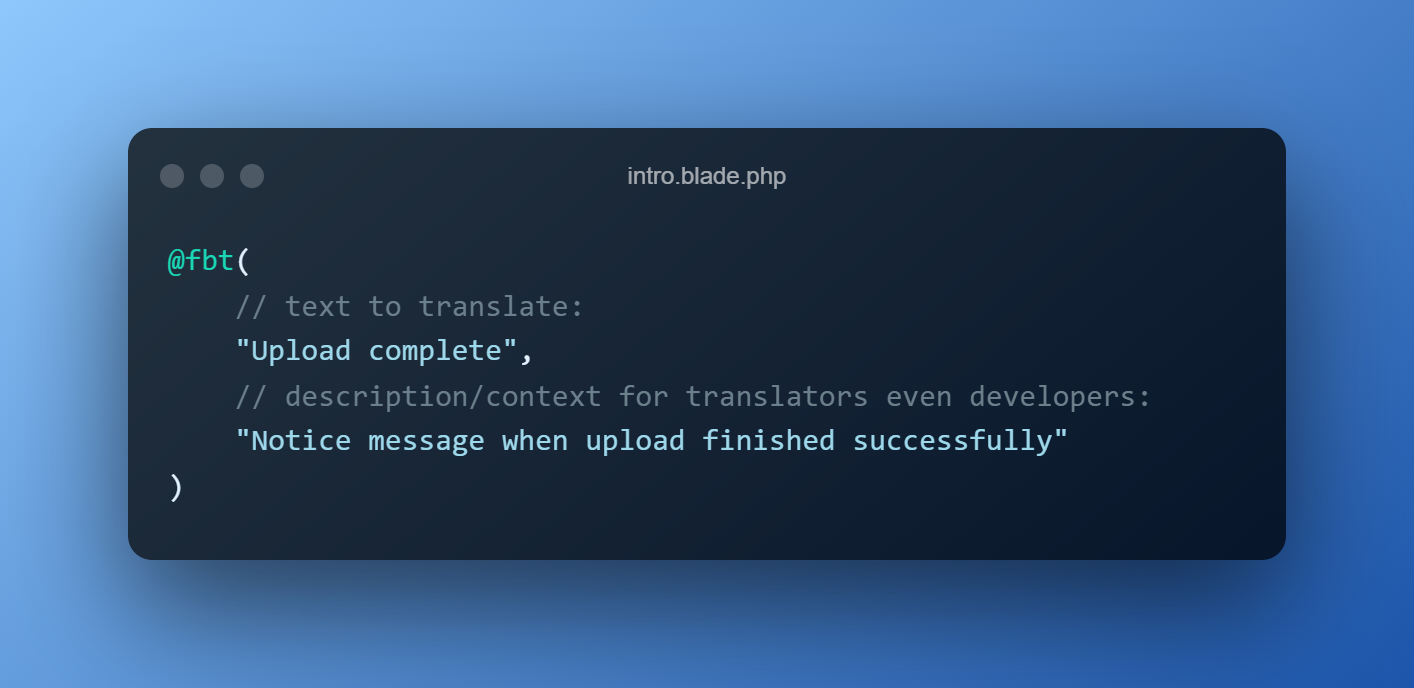 intro.blade.php
@fbt(
    // text to translate:
    "Upload complete",
    // description/context for translators even developers:
    "Notice message when upload finished successfully"
)